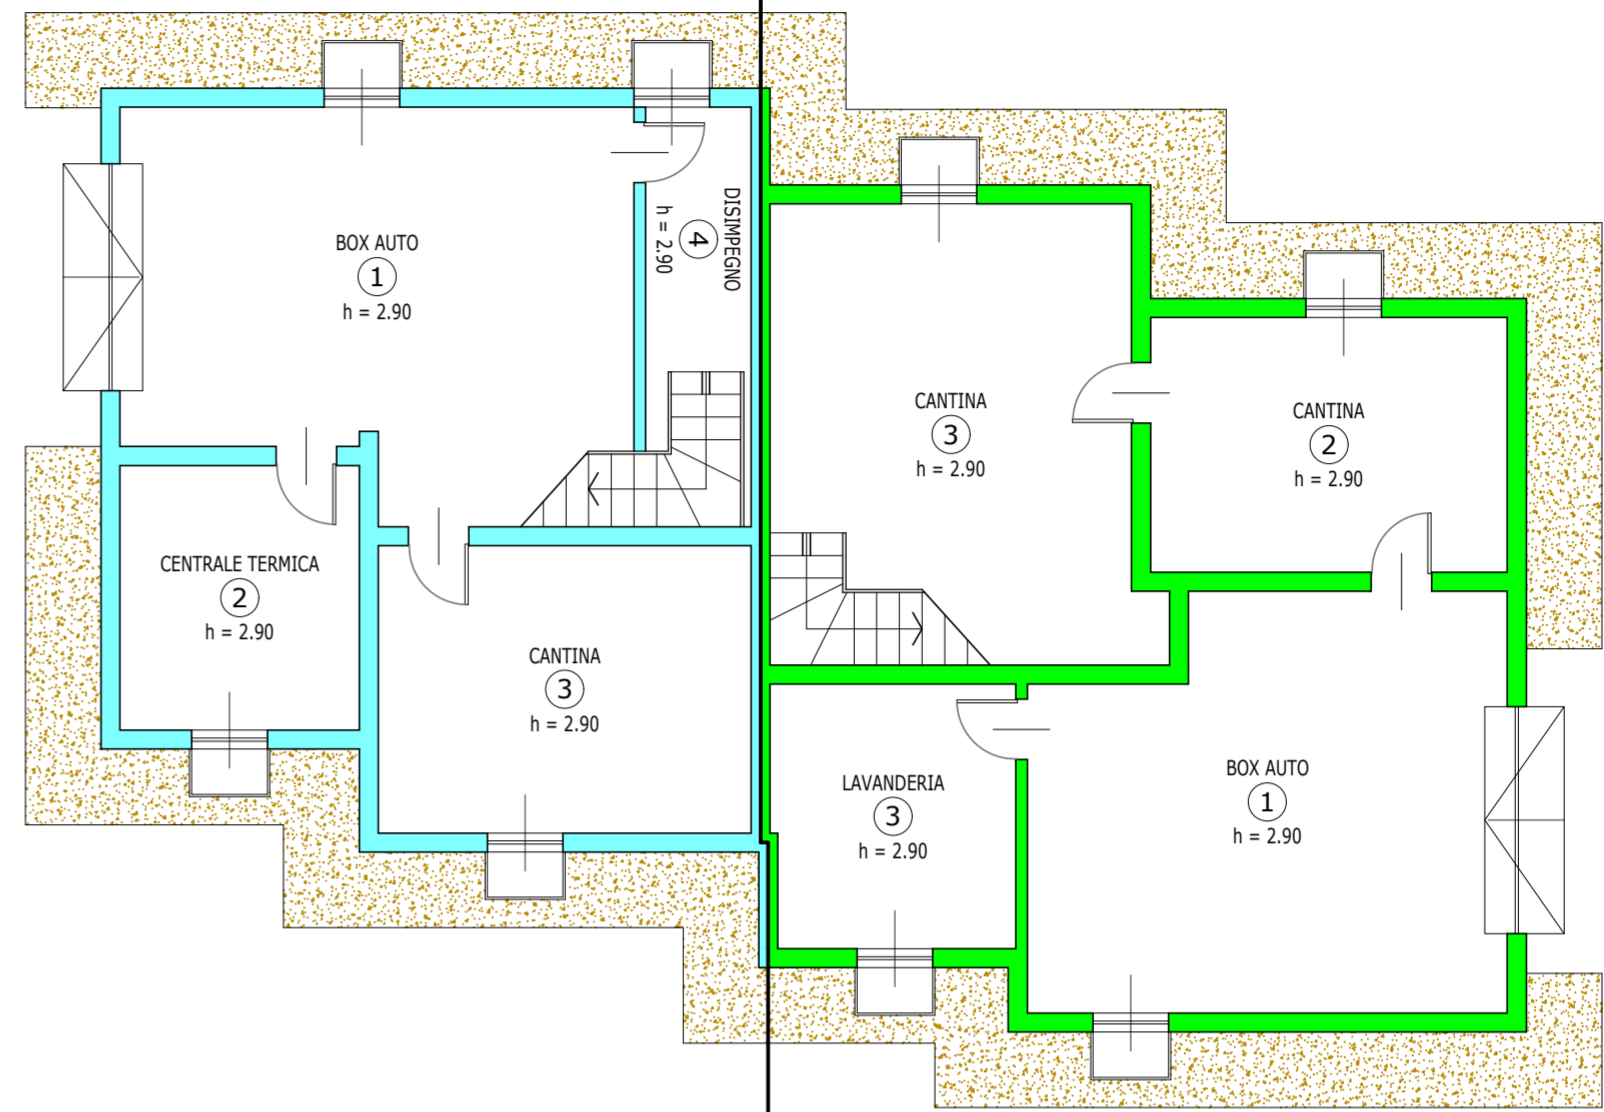 BOX AUTO
1
h = 2.90
DISIMPEGNO
4
h = 2.90
CENTRALE TERMICA
2
h = 2.90
CANTINA
3
h = 2.90
CANTINA
3
h = 2.90
CANTINA
2
h = 2.90
LAVANDERIA
3
h = 2.90
BOX AUTO
1
h = 2.90